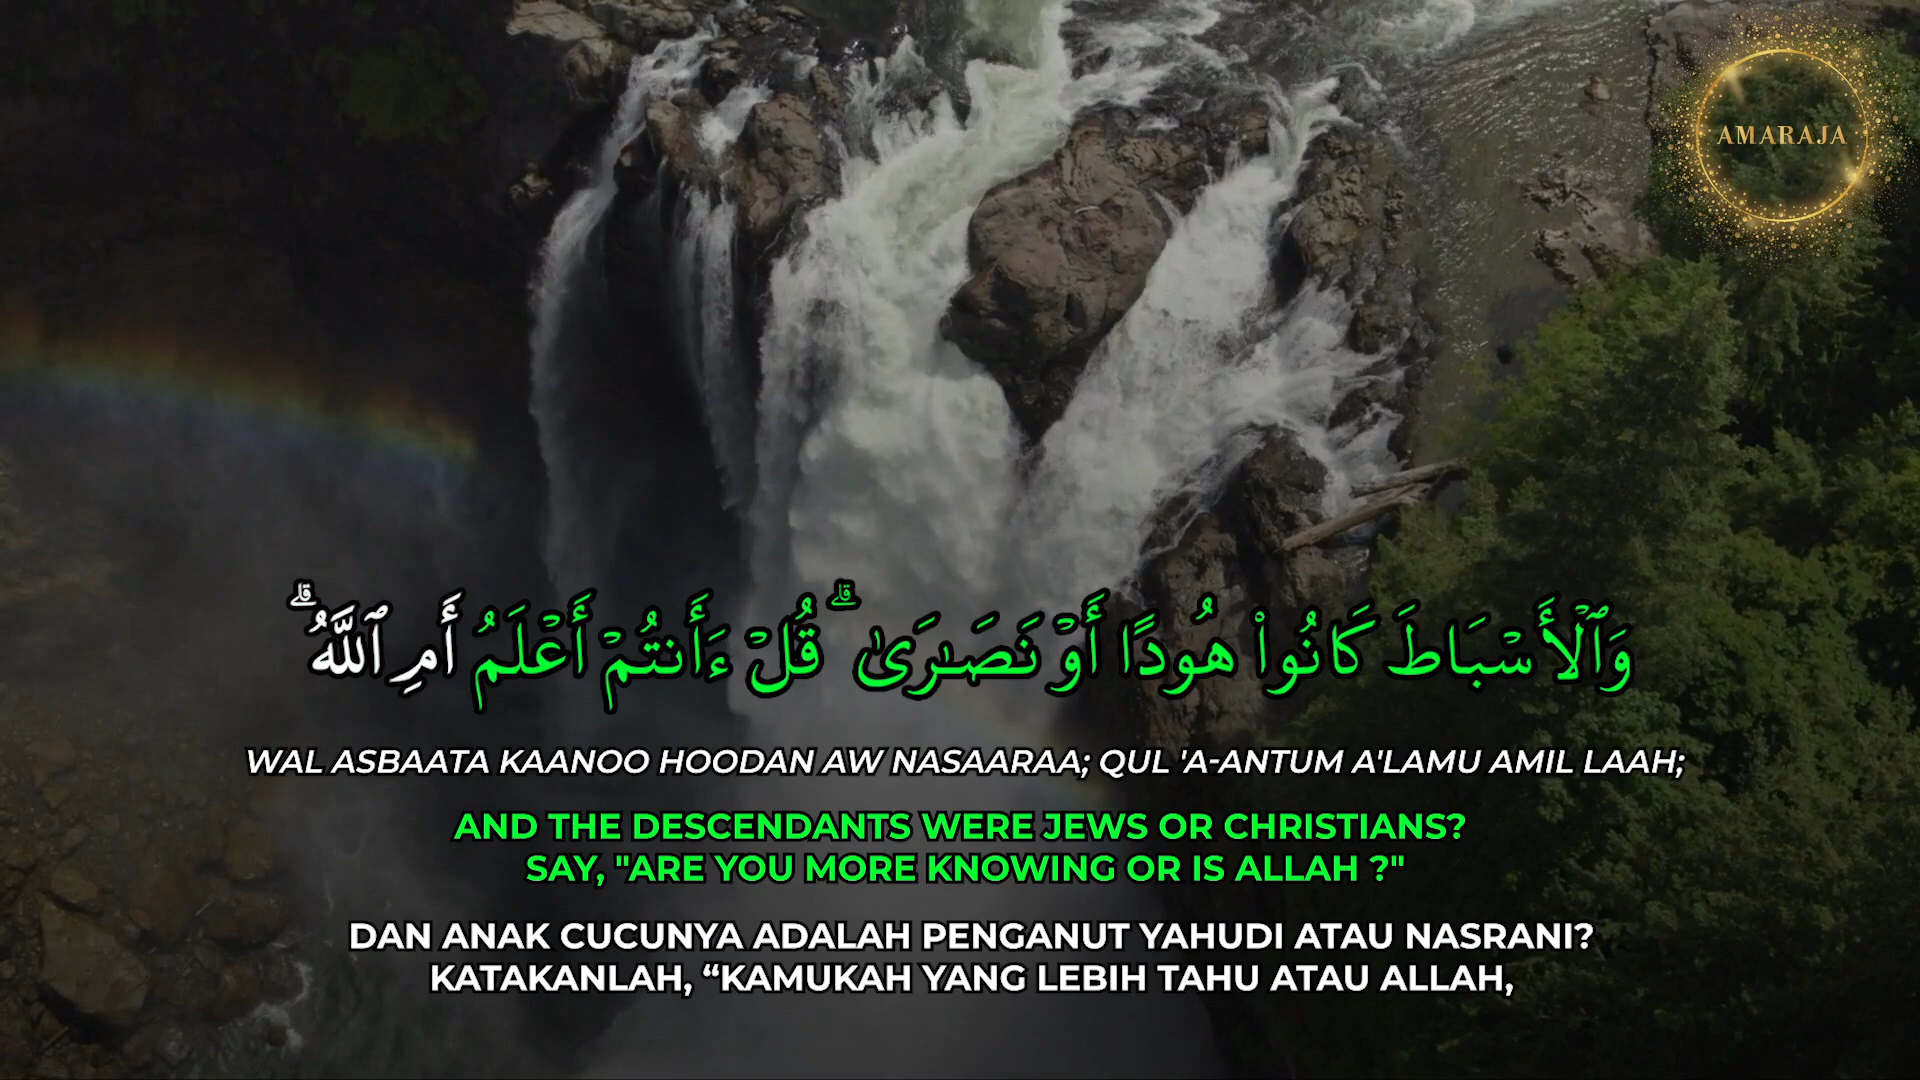 AMARAJA
وَٱلْأَسْبَاطَ كَانُوا۟ هُودًا أَوْ نَصَـٰرَىٰ ۗ قُلْ ءَأَنتُمْ أَعْلَمُ أَمِ ٱللَّهُ ۗ
WAL ASBAATA KAANOO HOODAN AW NASAARAA; QUL 'A-ANTUM A'LAMU AMIL LAAH;
AND THE DESCENDANTS WERE JEWS OR CHRISTIANS?
SAY, "ARE YOU MORE KNOWING OR IS ALLAH ?"
DAN ANAK CUCUNYA ADALAH PENGANUT YAHUDI ATAU NASRANI?
KATAKANLAH, “KAMUKAH YANG LEBIH TAHU ATAU ALLAH,